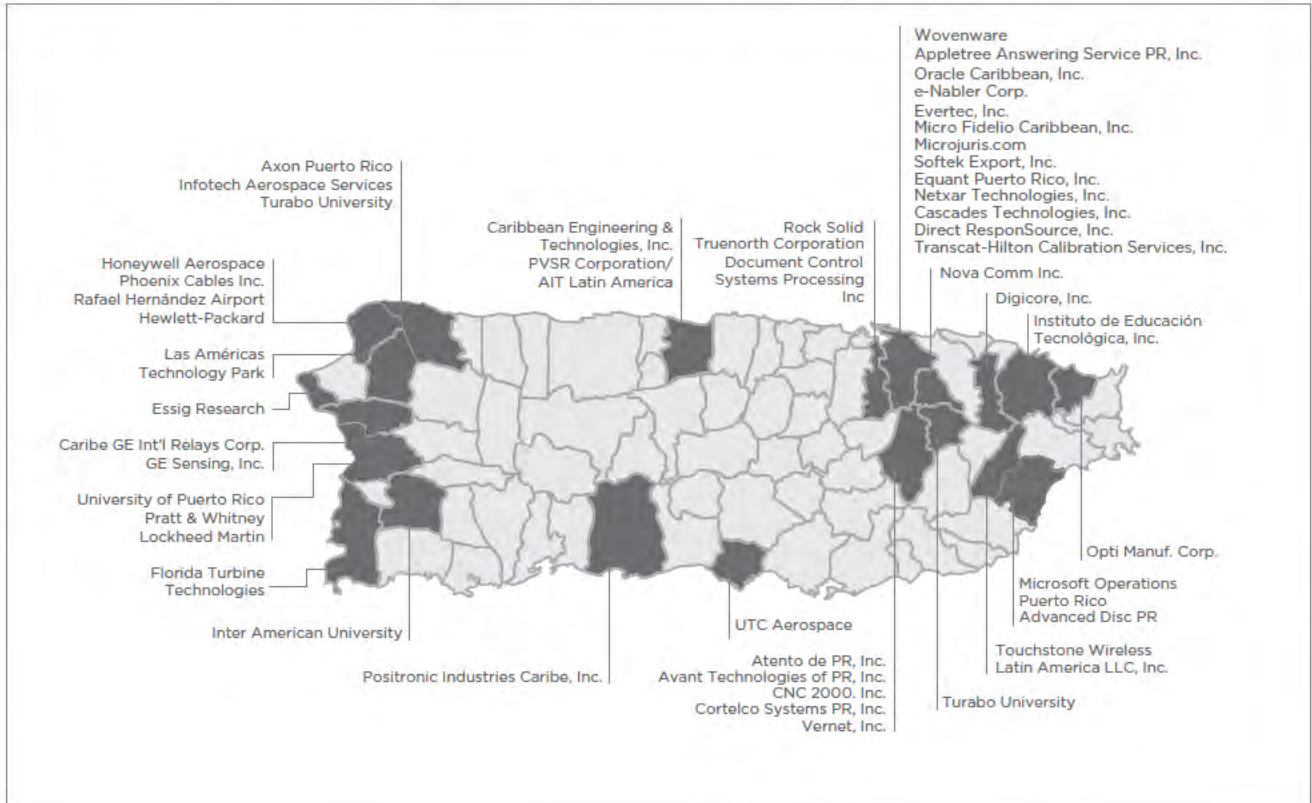 Wovenware
Appletree Answering Service PR, Inc.
Oracle Caribbean, Inc.
e-Nabler Corp.
Evertec, Inc.
Micro Fidelio Caribbean, Inc.
Microjuris.com
Softek Export, Inc.
Equant Puerto Rico, Inc.
Netxar Technologies, Inc.
Cascades Technologies, Inc.
Direct ResponSource, Inc.
Transcat-Hilton Calibration Services, Inc.
Axon Puerto Rico
Infotech Aerospace Services
Turabo University
Caribbean Engineering &
Technologies, Inc.
PVSR Corporation/
AIT Latin America
Rock Solid
Truenorth Corporation
Document Control
Systems Processing
Inc
Nova Comm Inc.
Digicore, Inc.
Instituto de Educación
Tecnológica, Inc.
Honeywell Aerospace
Phoenix Cables Inc.
Rafael Hernández Airport
Hewlett-Packard
Las Américas
Technology Park
Essig Research
Caribe GE Int'l Relays Corp.
GE Sensing, Inc.
University of Puerto Rico
Pratt & Whitney
Lockheed Martin
Florida Turbine
Technologies
Inter American University
Positronic Industries Caribe, Inc.
UTC Aerospace
Atento de PR, Inc.
Avant Technologies of PR, Inc.
CNC 2000. Inc.
Cortelco Systems PR, Inc.
Vernet, Inc.
Turabo University
Touchstone Wireless
Latin America LLC, Inc.
Microsoft Operations
Puerto Rico
Advanced Disc PR
Opti Manuf. Corp.